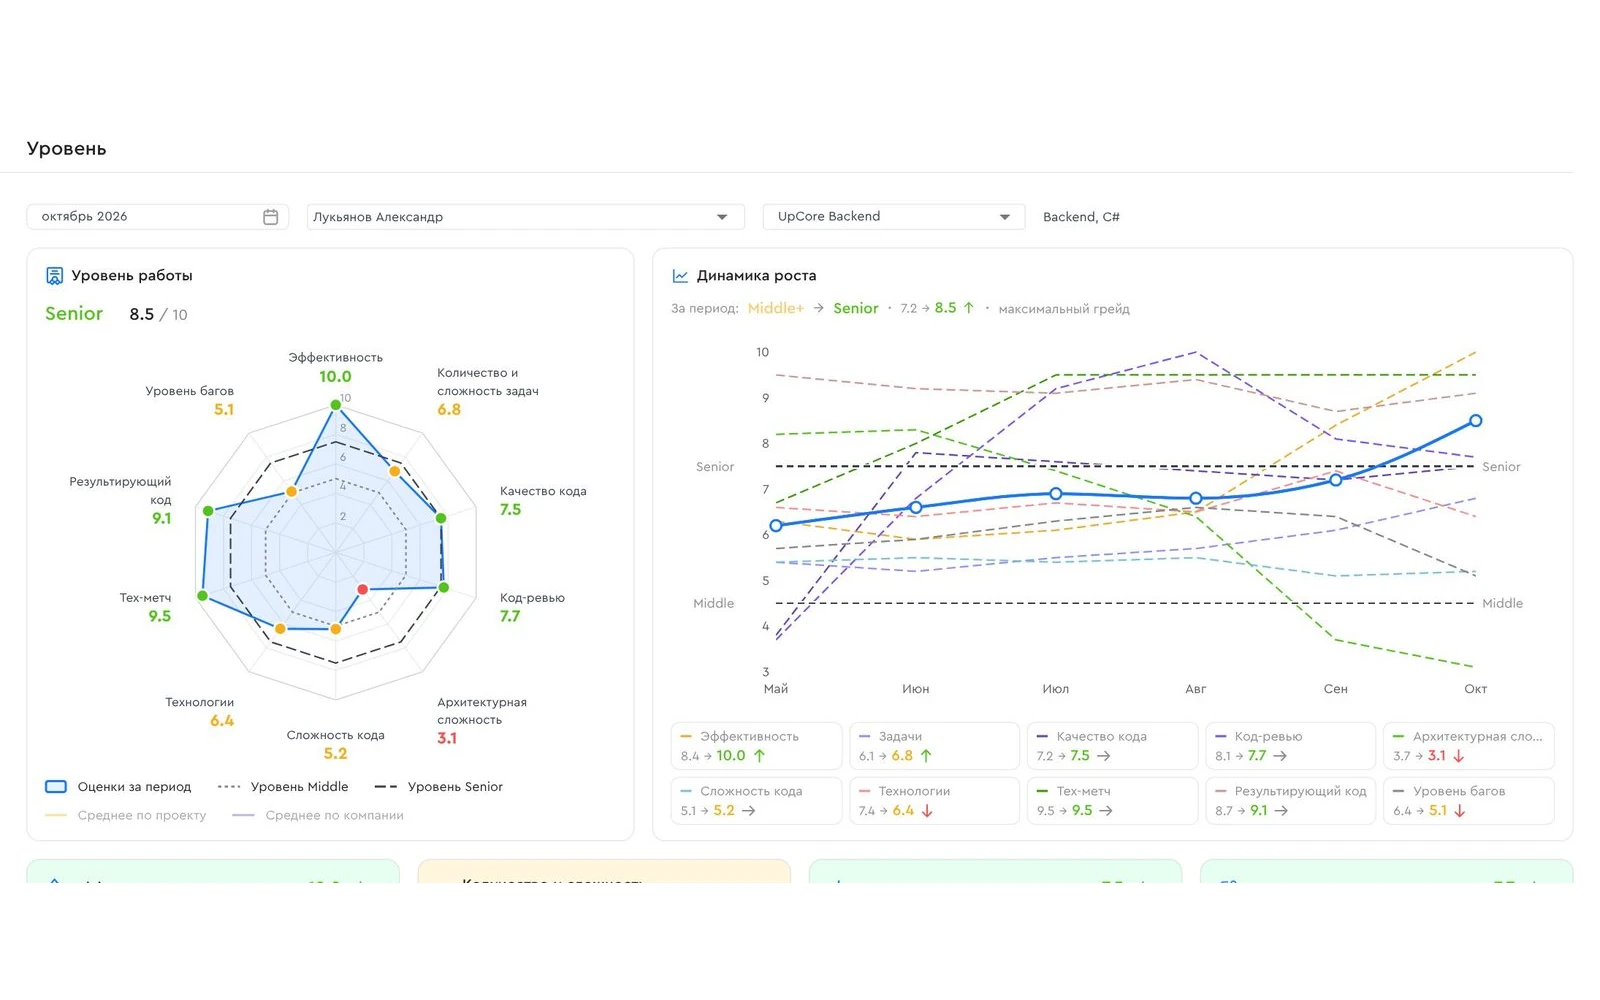 Уровень
октябрь 2026
Лукьянов Александр
UpCore Backend
Backend, C#
Уровень работы
Senior 8.5 / 10
Эффективность
10.0
Количество и
сложность задач
6.8
Уровень багов
5.1
10
8
6
4
2
Результирующий
код
9.1
Качество кода
7.5
Тех-метч
9.5
Код-ревью
7.7
Технологии
6.4
Архитектурная
сложность
3.1
Сложность кода
5.2
Оценки за период
Уровень Middle
Уровень Senior
Среднее по проекту
Среднее по компании
Динамика роста
За период: Middle+ → Senior · 7.2 → 8.5 ↑ · максимальный грейд
10
9
8
Senior
Senior
7
6
5
Middle
Middle
4
3
Май
Июн
Июл
Авг
Сен
Окт
Эффективность
8.4 → 10.0 ↑
Задачи
6.1 → 6.8 ↑
Качество кода
7.2 → 7.5 →
Код-ревью
8.1 → 7.7 →
Архитектурная сло...
3.7 → 3.1 ↓
Сложность кода
5.1 → 5.2 →
Технологии
7.4 → 6.4 ↓
Тех-метч
9.5 → 9.5 →
Результирующий код
8.7 → 9.1 →
Уровень багов
6.4 → 5.1 ↓